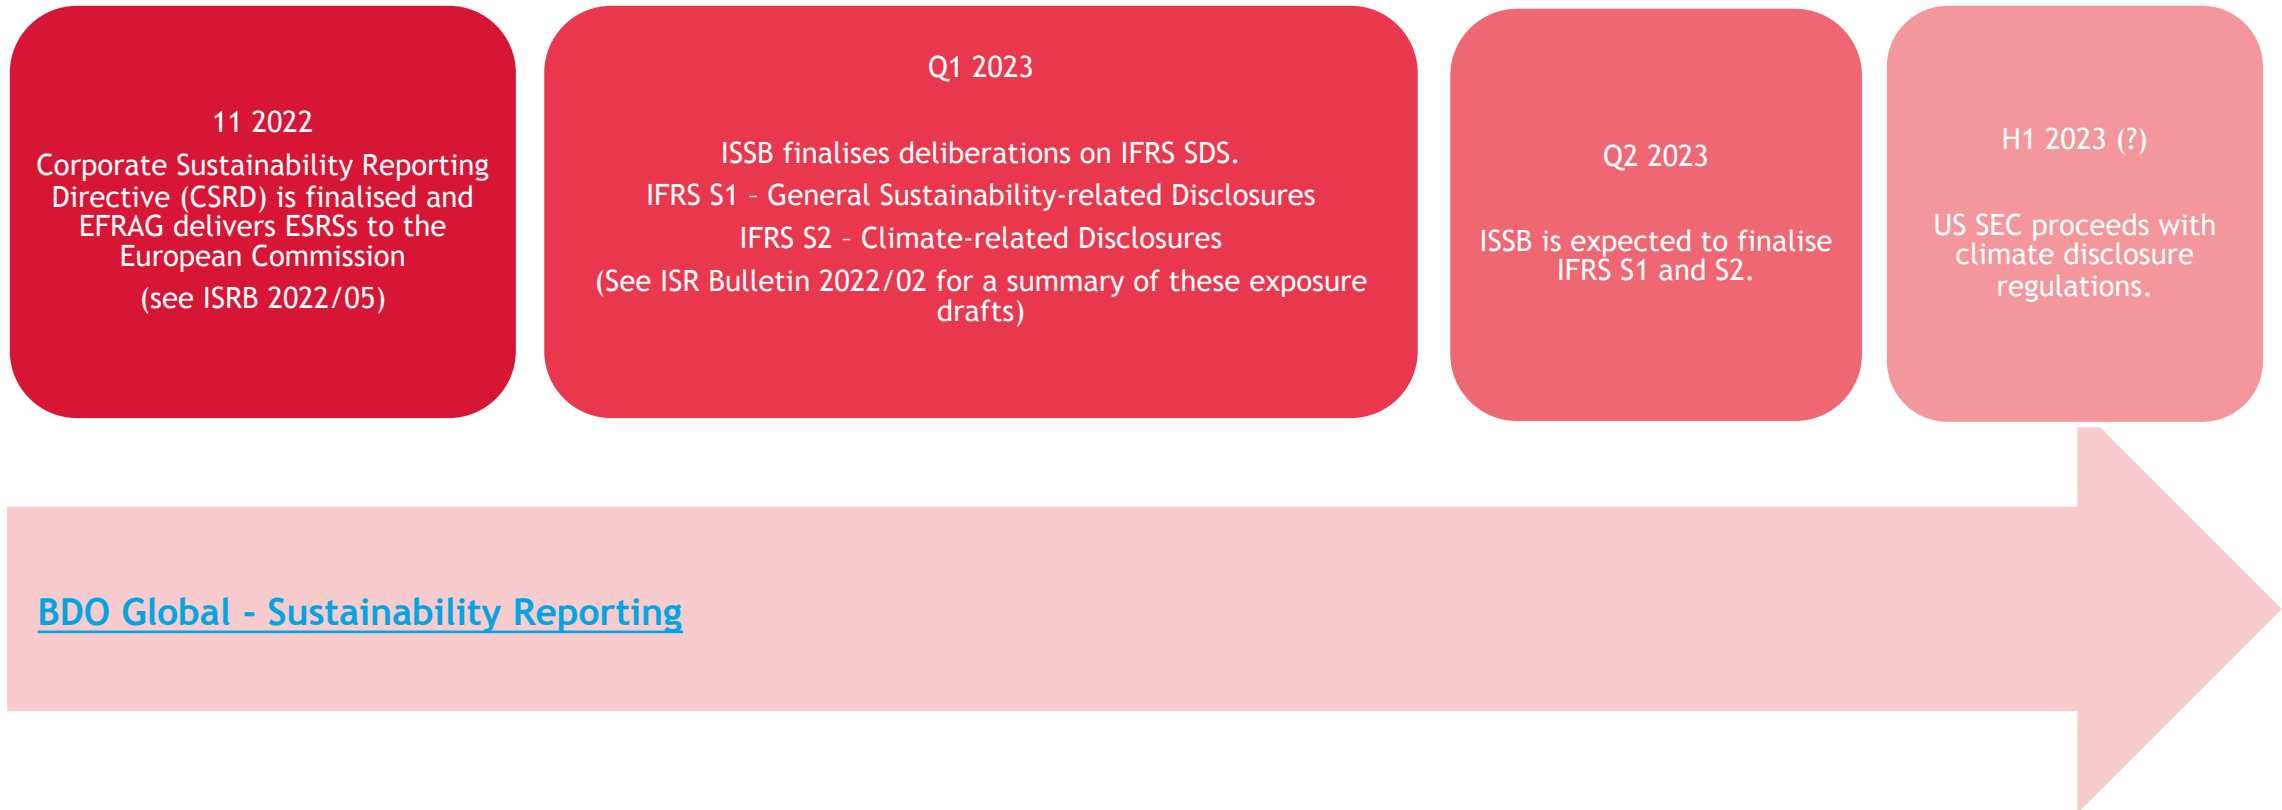 11 2022
Corporate Sustainability Reporting
Directive (CSRD) is finalised and
EFRAG delivers ESRSs to the
European Commission
(see ISRB 2022/05)
Q1 2023
ISSB finalises deliberations on IFRS SDS.
IFRS S1 – General Sustainability-related Disclosures
IFRS S2 – Climate-related Disclosures
(See ISR Bulletin 2022/02 for a summary of these exposure
drafts)
Q2 2023
ISSB is expected to finalise
IFRS S1 and S2.
H1 2023 (?)
US SEC proceeds with
climate disclosure
regulations.
BDO Global - Sustainability Reporting